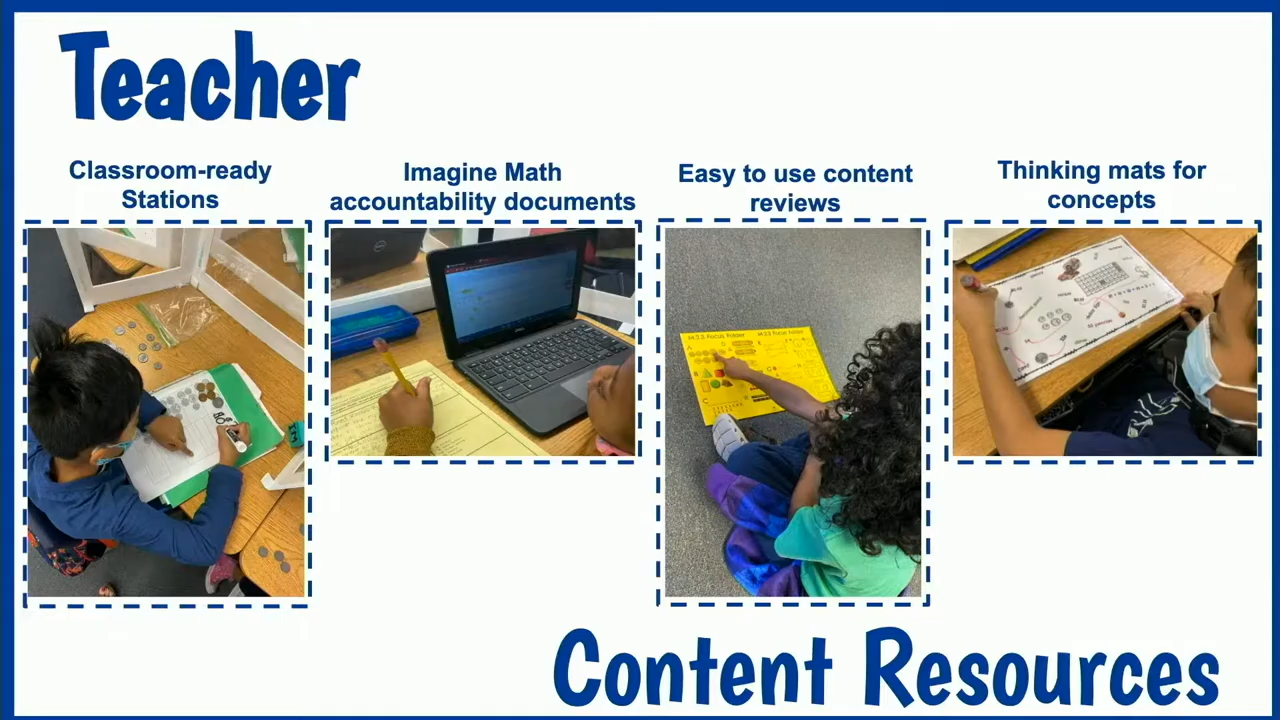 Teacher
Classroom-ready
Stations
Imagine Math
accountability documents
Easy to use content
reviews
Thinking mats for
concepts
Content Resources